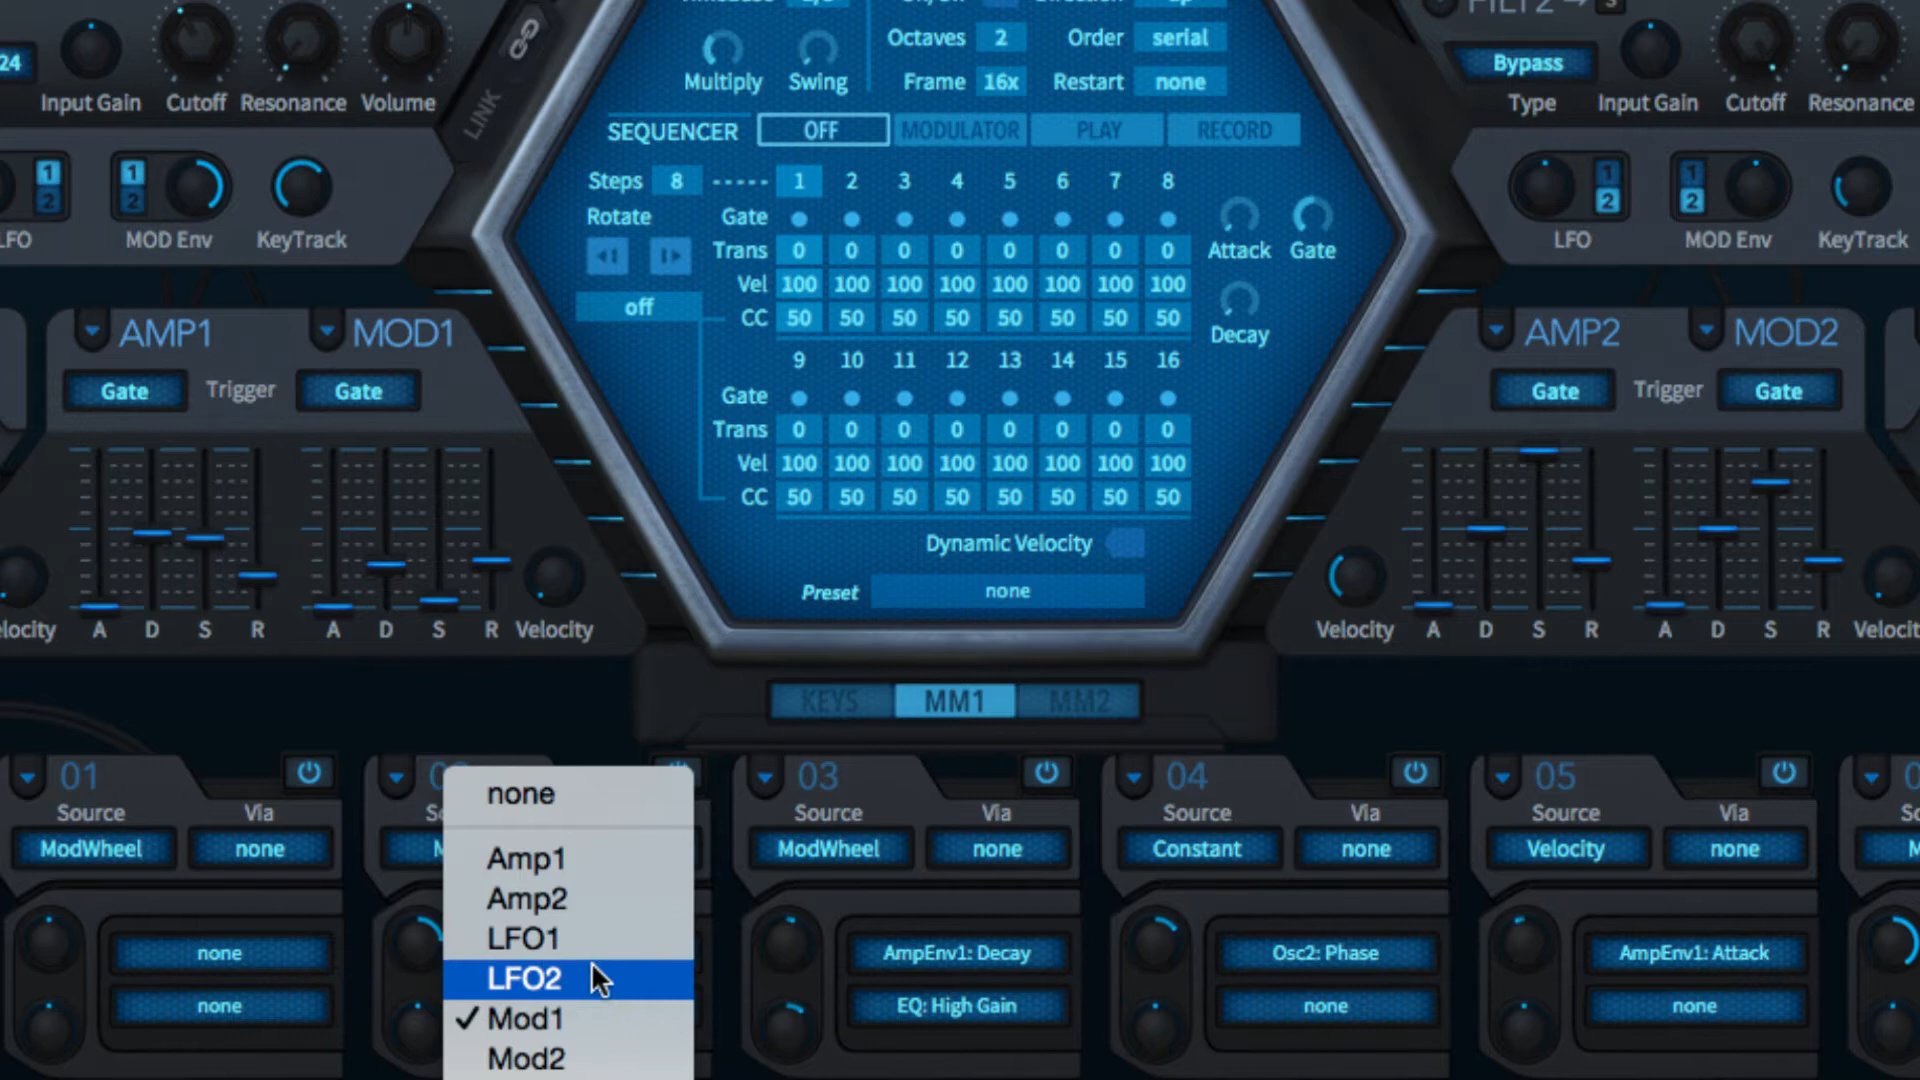 FILT2 → S
24
Input Gain Cutoff Resonance Volume
LINK
Multiply Swing
Octaves 2 Order serial
Frame 16x Restart none
Bypass
Type Input Gain Cutoff Resonance
SEQUENCER OFF MODULATOR PLAY RECORD
Steps 8 ----- 1 2 3 4 5 6 7 8
Rotate Gate
Trans 0 0 0 0 0 0 0 0
Vel 100 100 100 100 100 100 100 100
off CC 50 50 50 50 50 50 50 50
Attack Gate
Decay
9 10 11 12 13 14 15 16
Gate
Trans 0 0 0 0 0 0 0 0
Vel 100 100 100 100 100 100 100 100
CC 50 50 50 50 50 50 50 50
Dynamic Velocity
Preset none
1 1
2 2
LFO MOD Env KeyTrack
1 1
2 2
LFO MOD Env KeyTrack
AMP1 MOD1
Gate Trigger Gate
Velocity A D S R A D S R Velocity
AMP2 MOD2
Gate Trigger Gate
Velocity A D S R A D S R Velocity
KEYS MM1 MM2
01
Source Via
ModWheel none
none
none
none
Amp1
Amp2
LFO1
LFO2
✓ Mod1
Mod2
03
Source Via
ModWheel none
AmpEnv1: Decay
EQ: High Gain
04
Source Via
Constant none
Osc2: Phase
none
05
Source Via
Velocity none
AmpEnv1: Attack
none